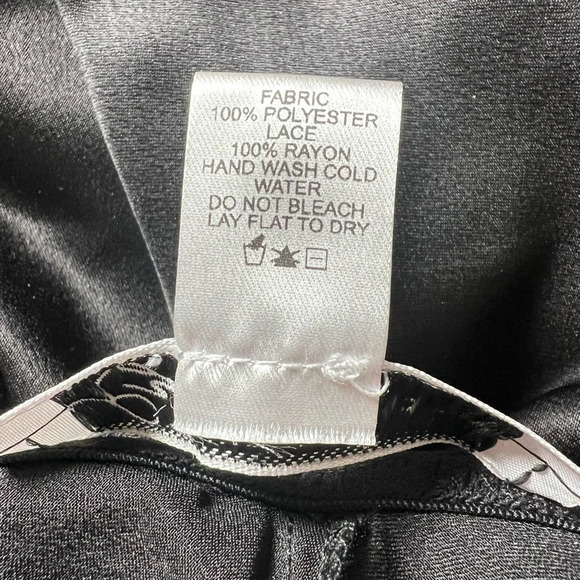 FABRIC
100% POLYESTER
LACE
100% RAYON
HAND WASH COLD
WATER
DO NOT BLEACH
LAY FLAT TO DRY